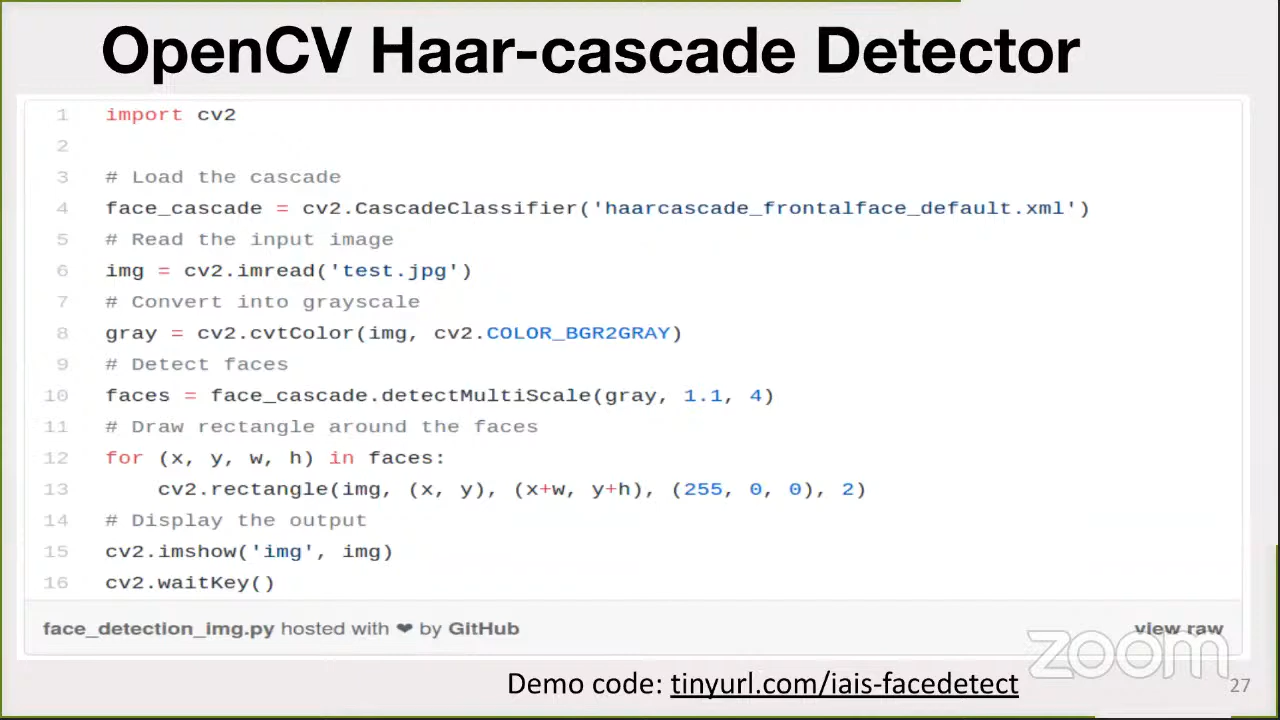 OpenCV Haar-cascade Detector
1 import cv2
2
3 # Load the cascade
4 face_cascade = cv2.CascadeClassifier('haarcascade_frontalface_default.xml')
5 # Read the input image
6 img = cv2.imread('test.jpg')
7 # Convert into grayscale
8 gray = cv2.cvtColor(img, cv2.COLOR_BGR2GRAY)
9 # Detect faces
10 faces = face_cascade.detectMultiScale(gray, 1.1, 4)
11 # Draw rectangle around the faces
12 for (x, y, w, h) in faces:
13     cv2.rectangle(img, (x, y), (x+w, y+h), (255, 0, 0), 2)
14 # Display the output
15 cv2.imshow('img', img)
16 cv2.waitKey()
face_detection_img.py hosted with ❤ by GitHub view raw
zoom
Demo code: tinyurl.com/iais-facedetect
27